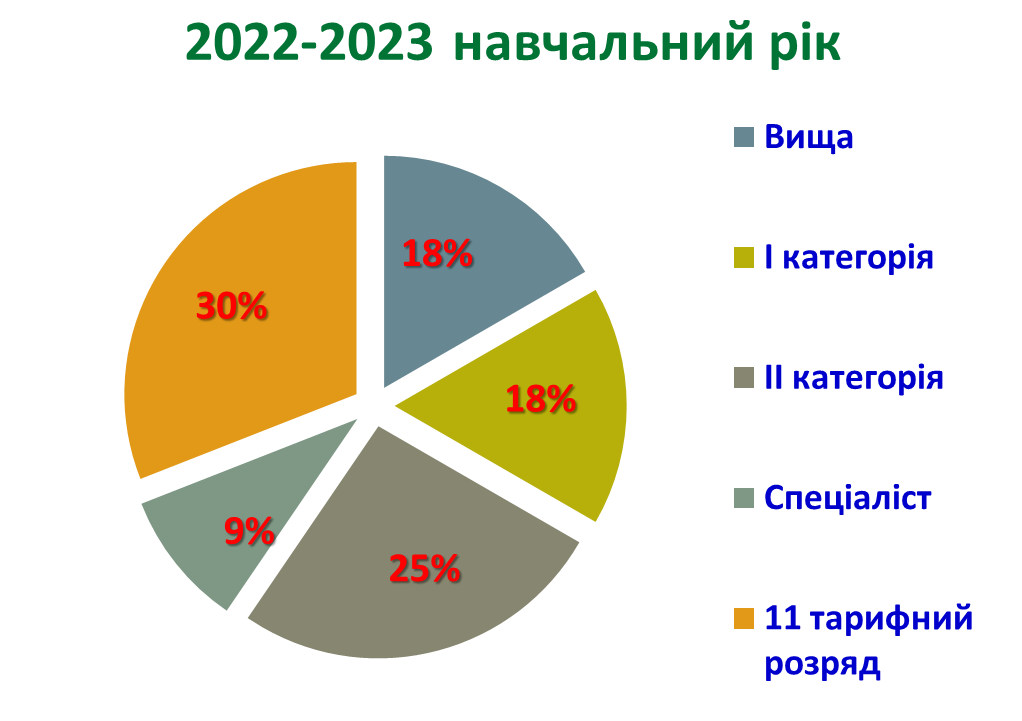 2022-2023 навчальний рік
18%
18%
25%
9%
30%
Вища
І категорія
ІІ категорія
Спеціаліст
11 тарифний
розряд